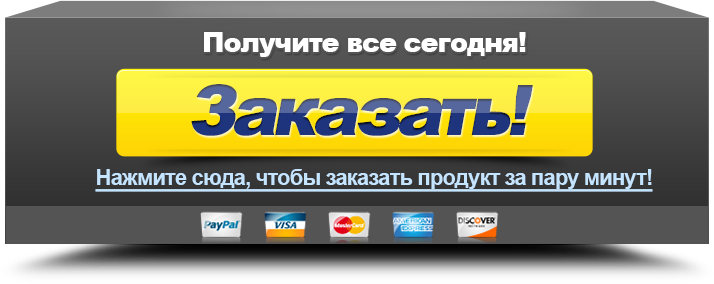 Получите все сегодня!
Заказать!
Нажмите сюда, чтобы заказать продукт за пару минут!
PayPal VISA MasterCard AMERICAN EXPRESS DISCOVER